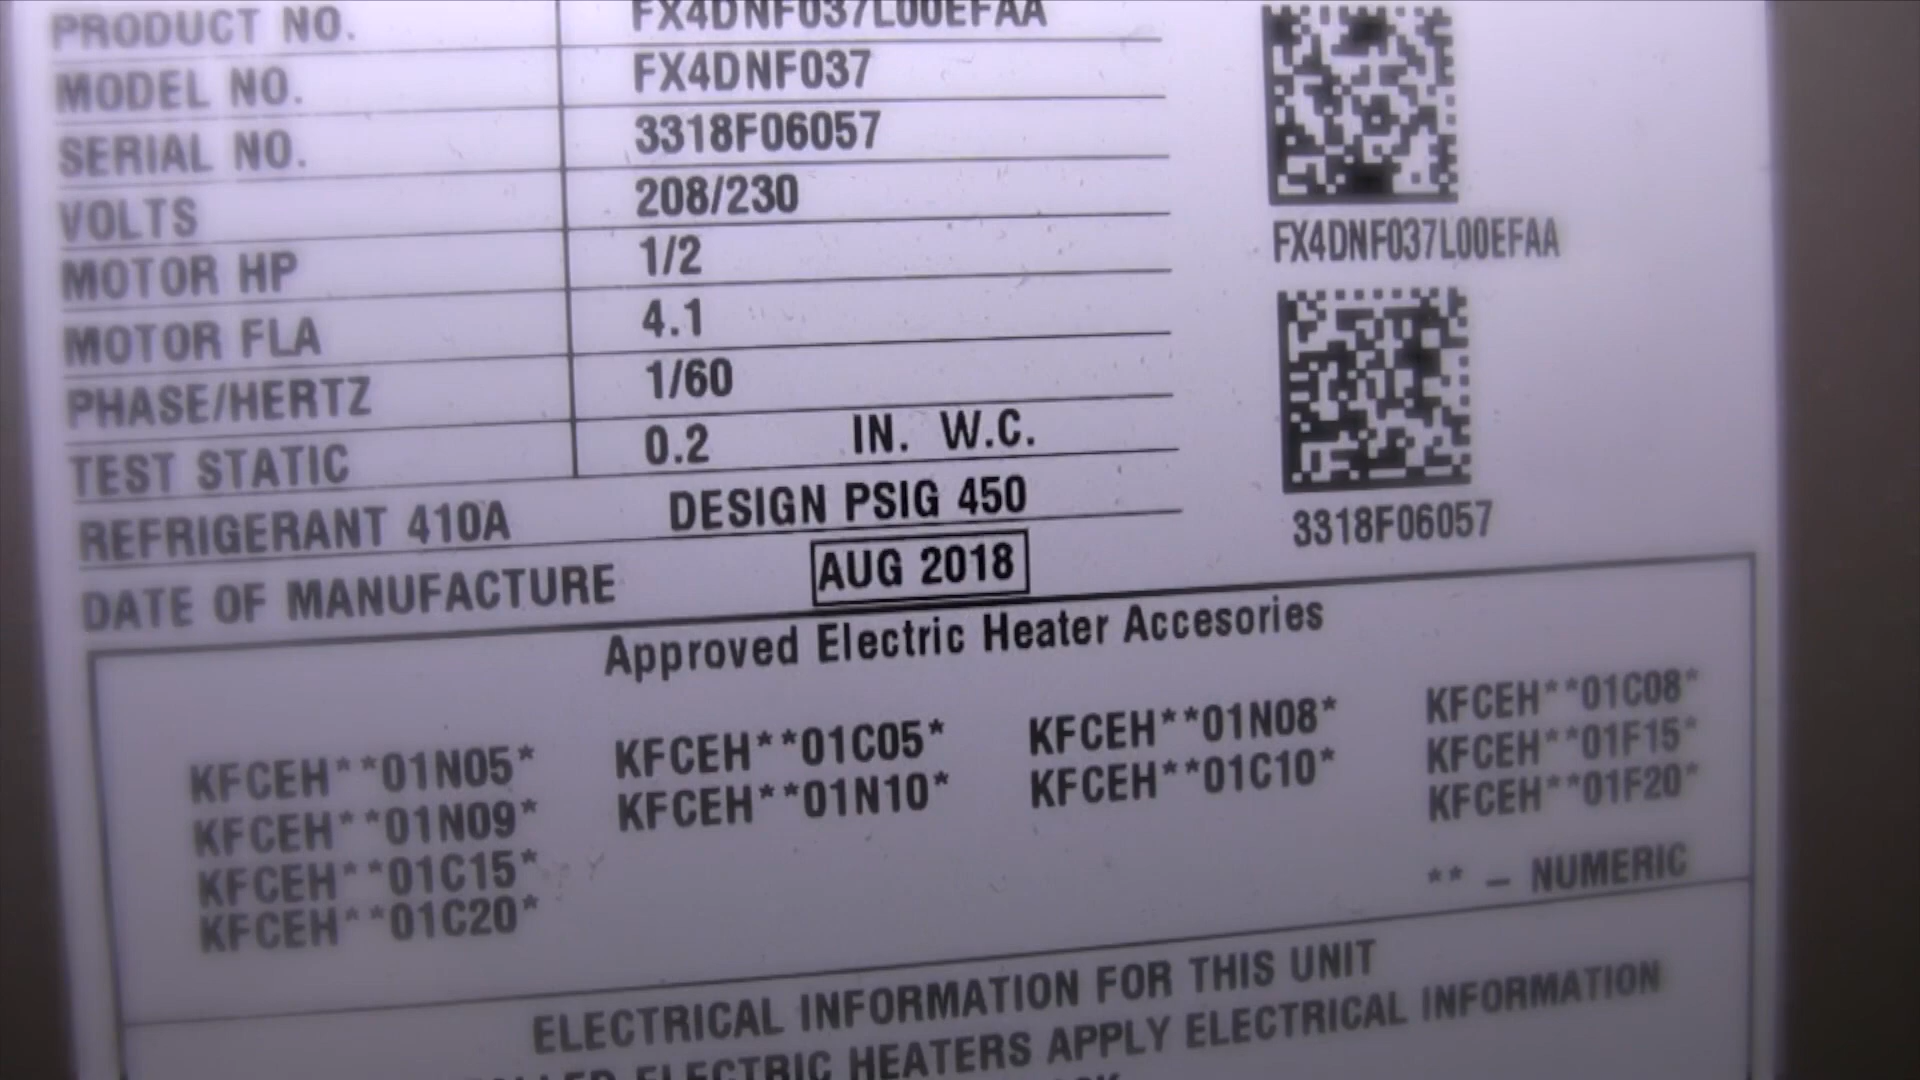 PRODUCT NO. FX4DNF037L00EFAA
MODEL NO. FX4DNF037
SERIAL NO. 3318F06057
VOLTS 208/230
MOTOR HP 1/2
MOTOR FLA 4.1
PHASE/HERTZ 1/60
TEST STATIC 0.2 IN. W.C.
REFRIGERANT 410A DESIGN PSIG 450
DATE OF MANUFACTURE AUG 2018
FX4DNF037L00EFAA
3318F06057
Approved Electric Heater Accesories
KFCEH**01N05* KFCEH**01C05* KFCEH**01N08* KFCEH**01C08*
KFCEH**01N09* KFCEH**01N10* KFCEH**01C10* KFCEH**01F15*
KFCEH**01C15* KFCEH**01F20*
KFCEH**01C20*
** – NUMERIC
ELECTRICAL INFORMATION FOR THIS UNIT
ELECTRIC HEATERS APPLY ELECTRICAL INFORMATION